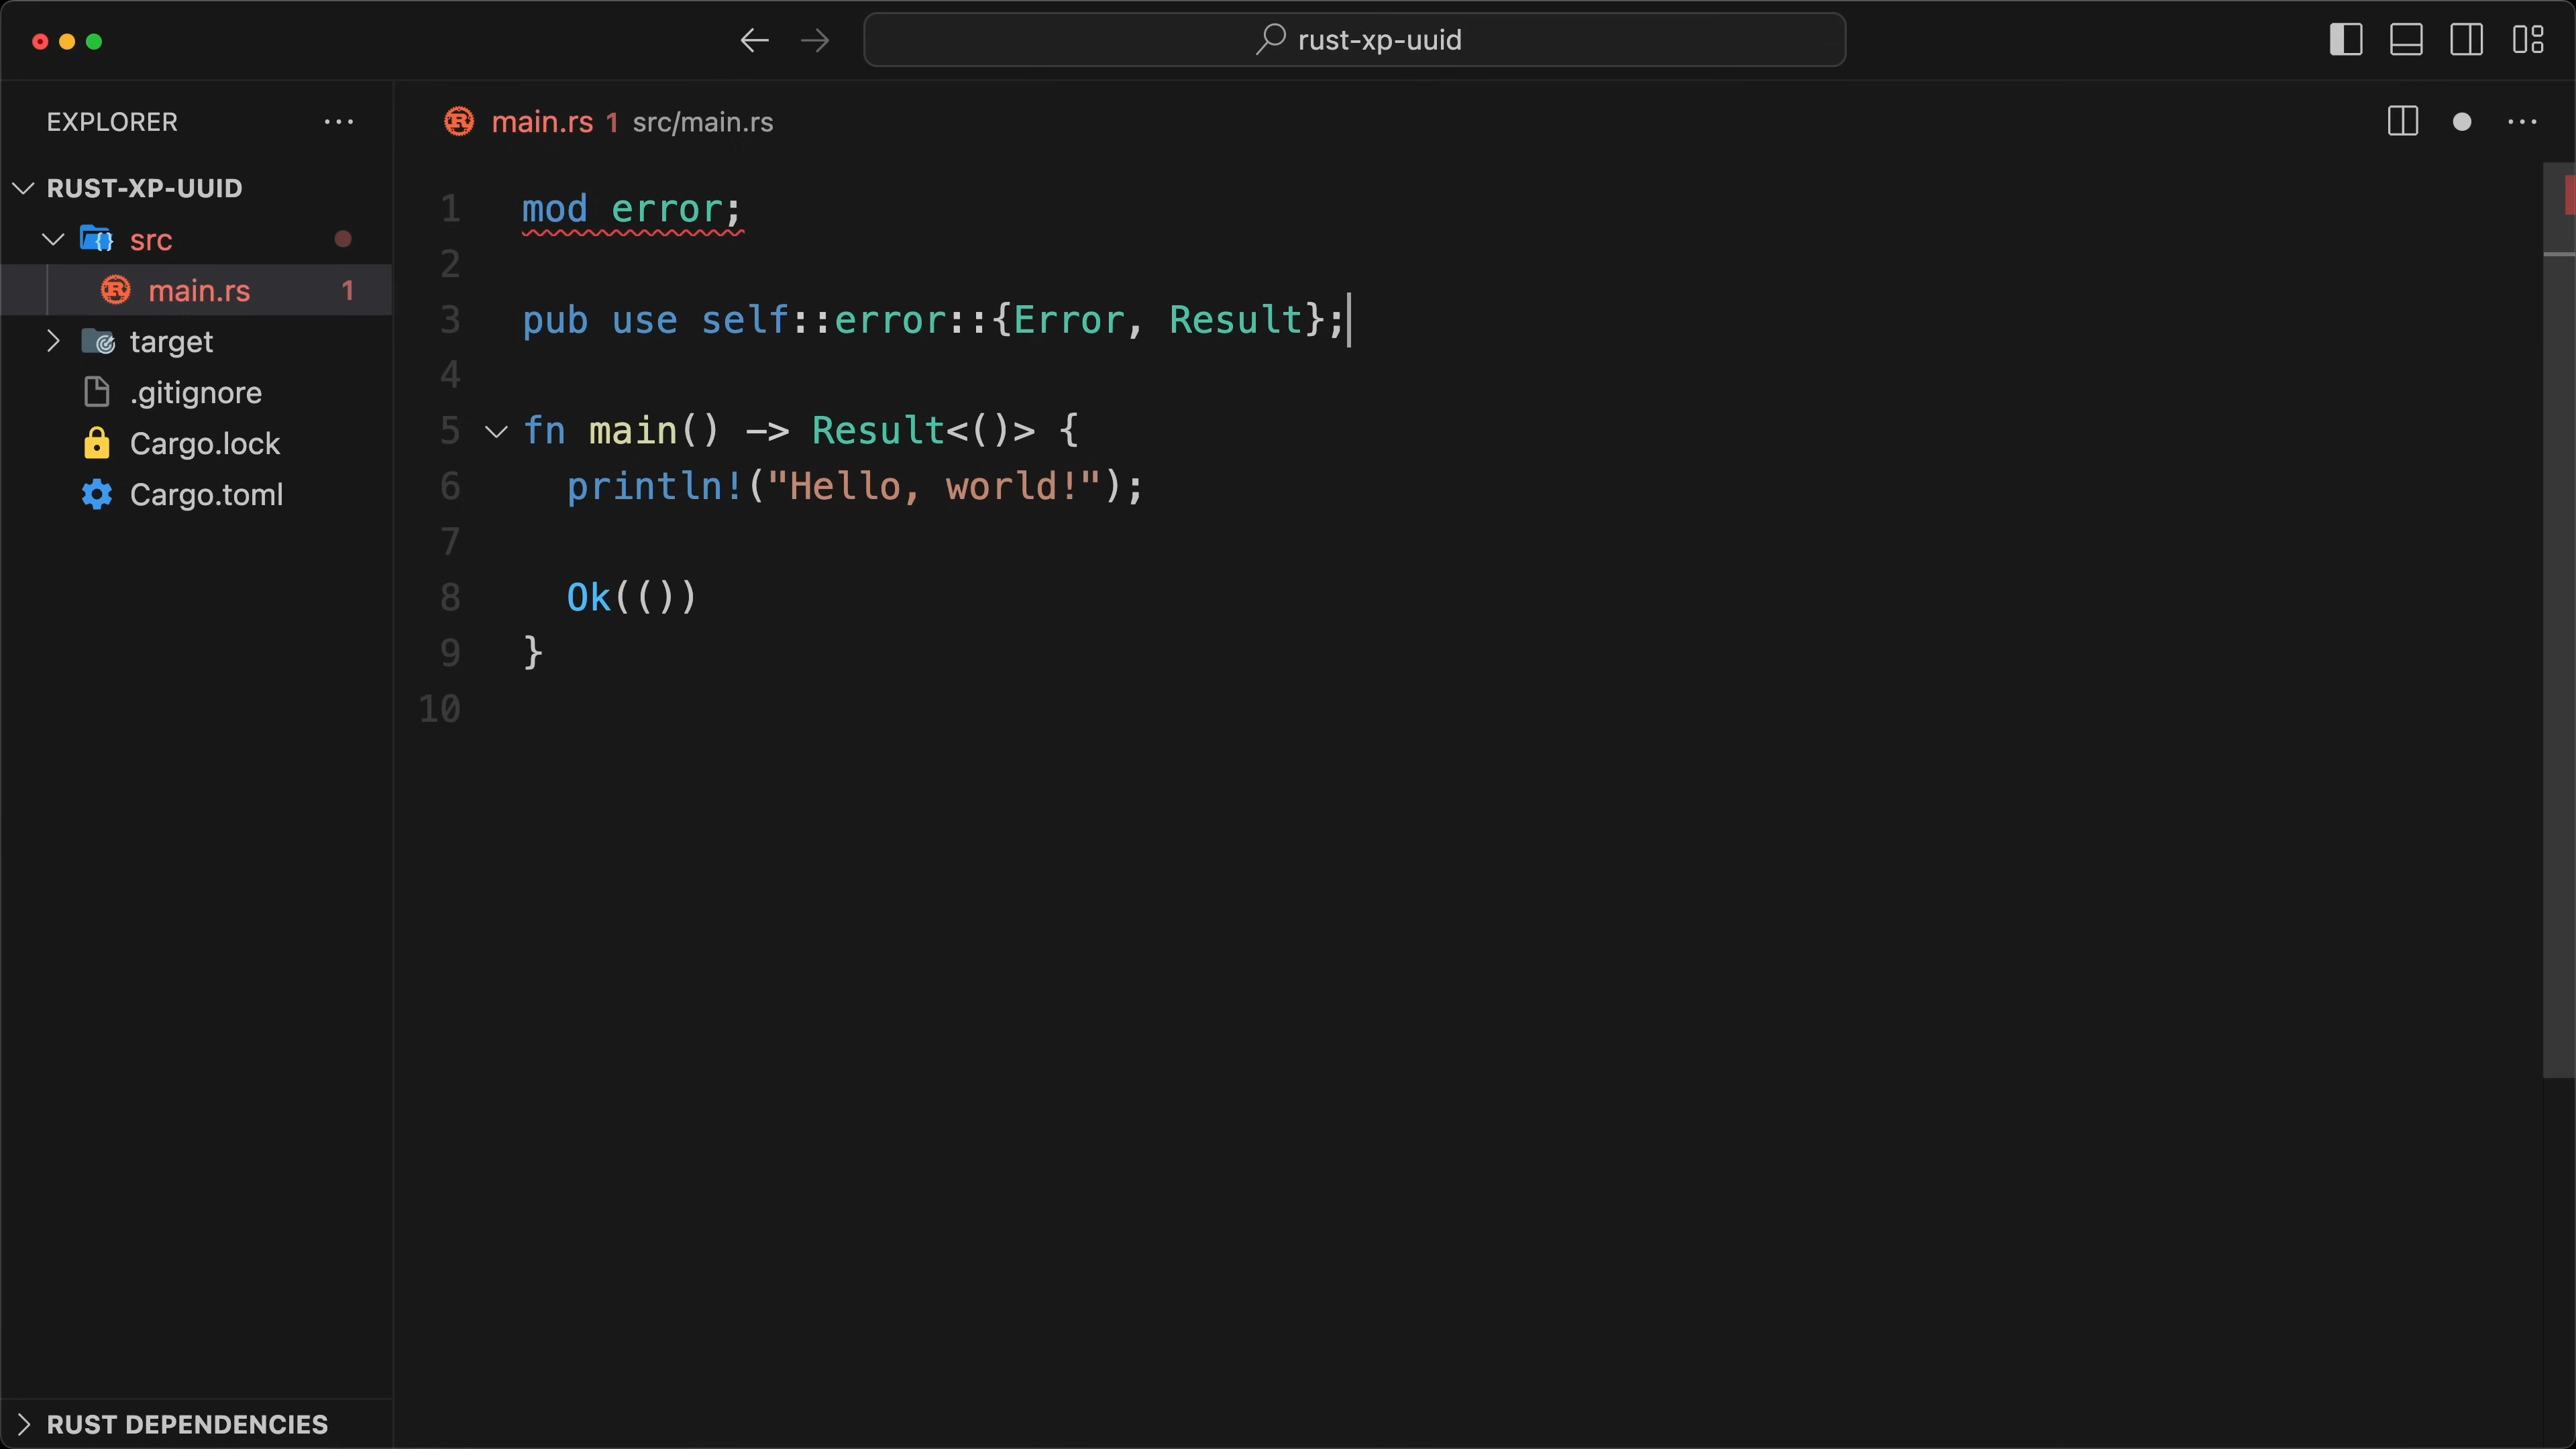 rust-xp-uuid
EXPLORER
main.rs 1 src/main.rs
RUST-XP-UUID
src
main.rs 1
target
.gitignore
Cargo.lock
Cargo.toml
1 mod error;
2
3 pub use self::error::{Error, Result};
4
5 fn main() -> Result<()> {
6 println!("Hello, world!");
7
8 Ok(())
9 }
10
RUST DEPENDENCIES